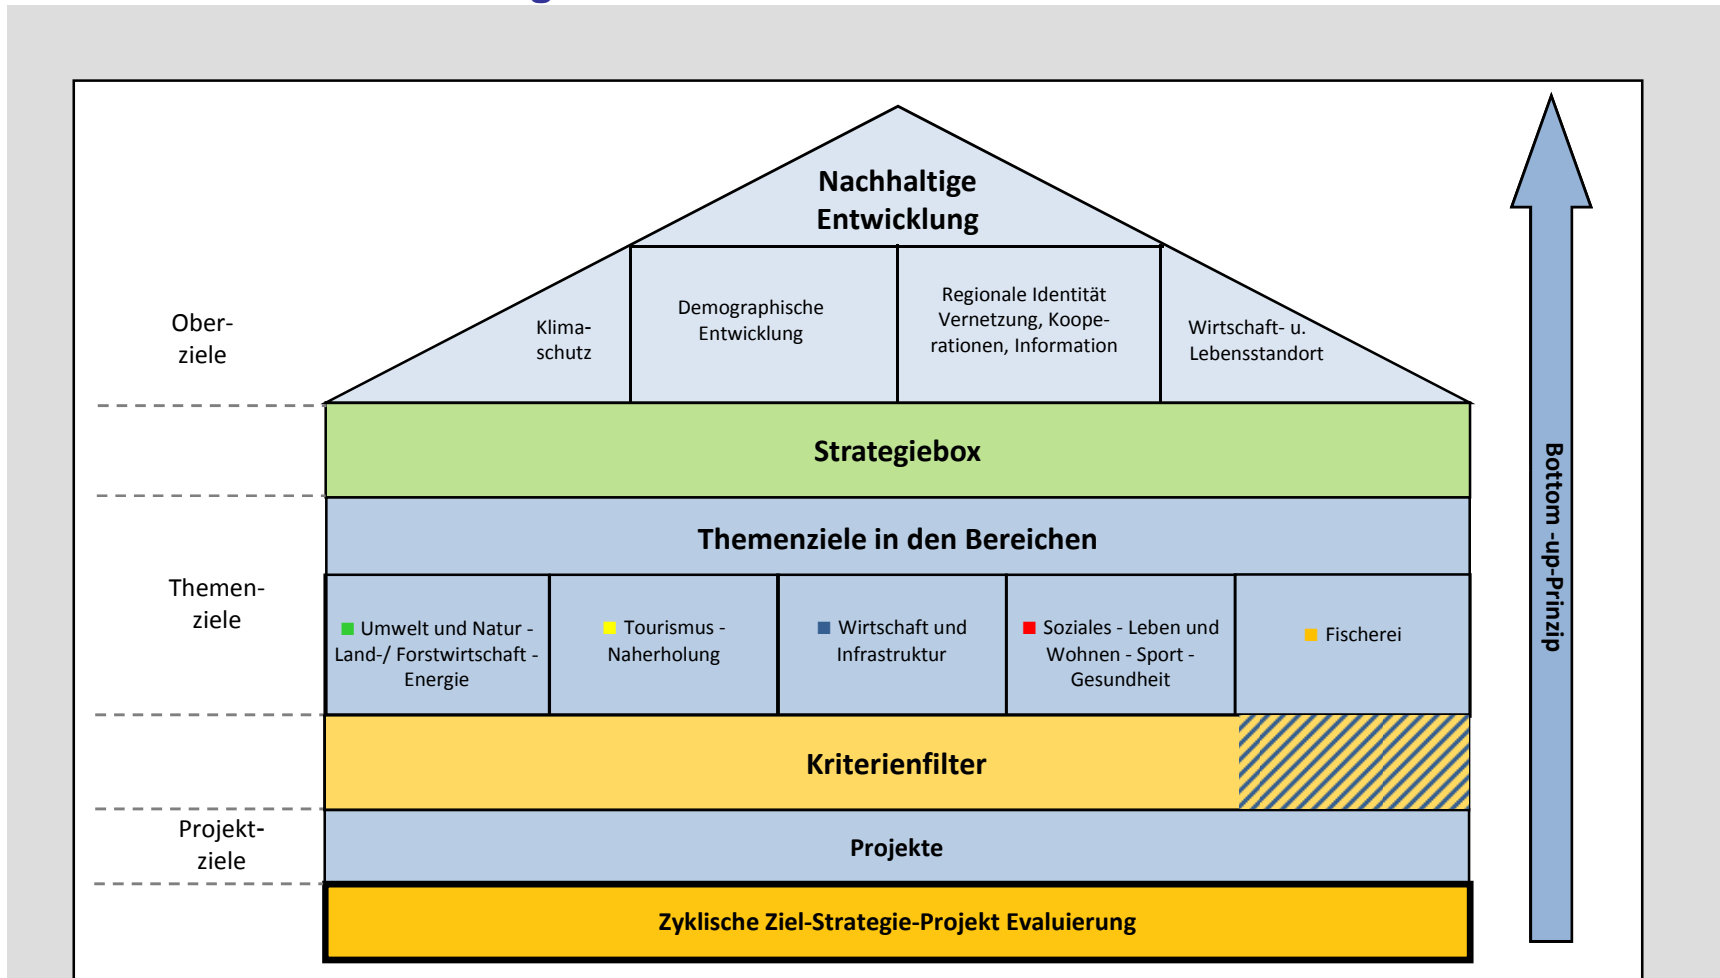 Nachhaltige
Entwicklung
Ober-
ziele
Klima-
schutz
Demographische
Entwicklung
Regionale Identität
Vernetzung, Koope-
rationen, Information
Wirtschaft- u.
Lebensstandort
Strategiebox
Themenziele in den Bereichen
Themen-
ziele
Umwelt und Natur -
Land-/ Forstwirtschaft -
Energie
Tourismus -
Naherholung
Wirtschaft und
Infrastruktur
Soziales - Leben und
Wohnen - Sport -
Gesundheit
Fischerei
Kriterienfilter
Projekt-
ziele
Projekte
Zyklische Ziel-Strategie-Projekt Evaluierung
Bottom -up-Prinzip